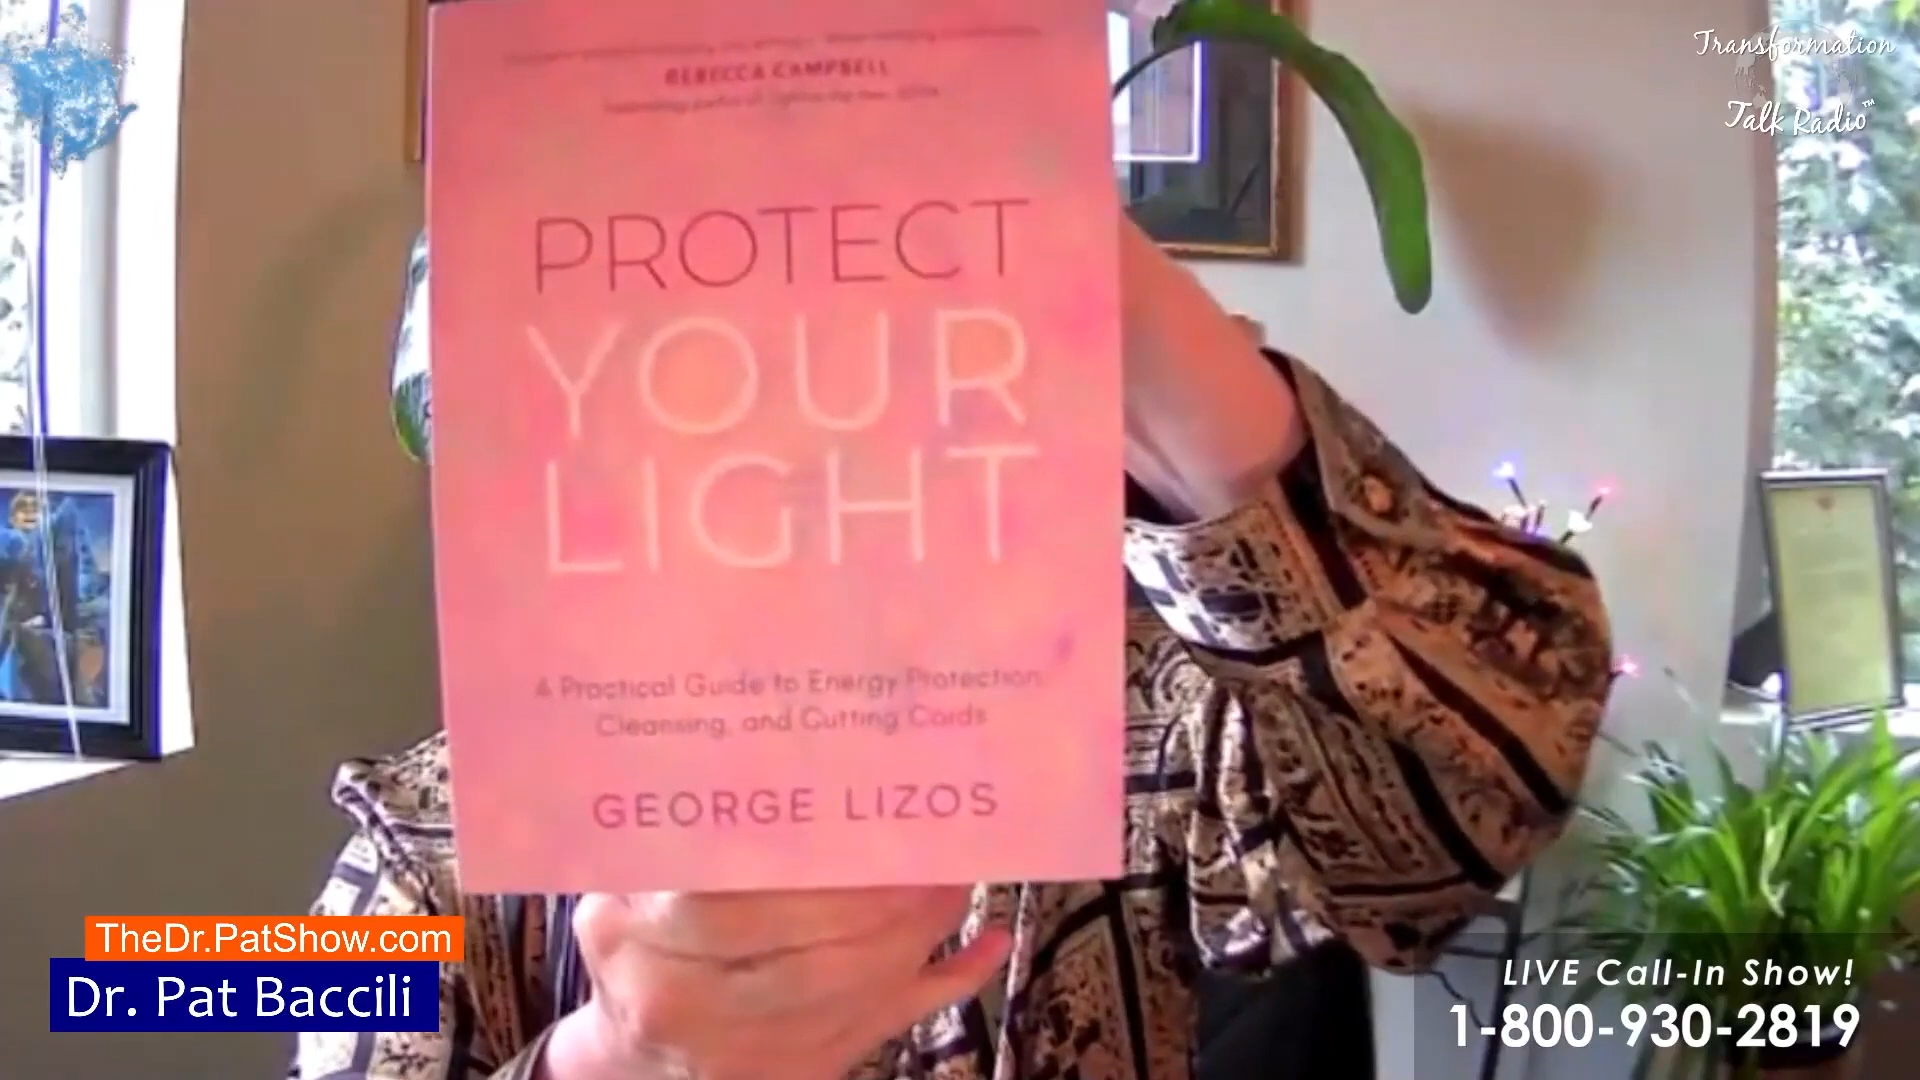 REBECCA CAMPBELL
PROTECT
YOUR
LIGHT
A Practical Guide to Energy Protection,
Cleansing, and Cutting Cords
GEORGE LIZOS
Transformation
Talk Radio™
TheDr.PatShow.com
Dr. Pat Baccili
LIVE Call-In Show!
1-800-930-2819